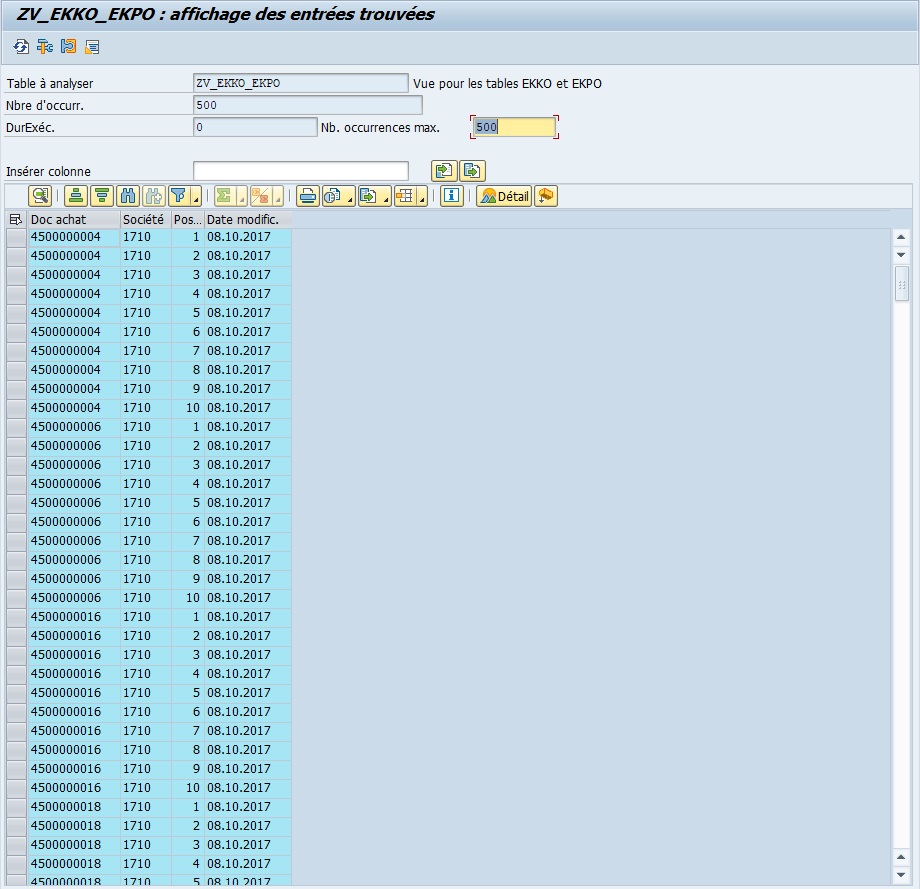 ZV_EKKO_EKPO : affichage des entrées trouvées
Table à analyser ZV_EKKO_EKPO Vue pour les tables EKKO et EKPO
Nbre d'occurr. 500
DurExéc. 0 Nb. occurrences max. 500
Insérer colonne
Détail
Doc achat Société Pos... Date modific.
4500000004 1710 1 08.10.2017
4500000004 1710 2 08.10.2017
4500000004 1710 3 08.10.2017
4500000004 1710 4 08.10.2017
4500000004 1710 5 08.10.2017
4500000004 1710 6 08.10.2017
4500000004 1710 7 08.10.2017
4500000004 1710 8 08.10.2017
4500000004 1710 9 08.10.2017
4500000004 1710 10 08.10.2017
4500000006 1710 1 08.10.2017
4500000006 1710 2 08.10.2017
4500000006 1710 3 08.10.2017
4500000006 1710 4 08.10.2017
4500000006 1710 5 08.10.2017
4500000006 1710 6 08.10.2017
4500000006 1710 7 08.10.2017
4500000006 1710 8 08.10.2017
4500000006 1710 9 08.10.2017
4500000006 1710 10 08.10.2017
4500000016 1710 1 08.10.2017
4500000016 1710 2 08.10.2017
4500000016 1710 3 08.10.2017
4500000016 1710 4 08.10.2017
4500000016 1710 5 08.10.2017
4500000016 1710 6 08.10.2017
4500000016 1710 7 08.10.2017
4500000016 1710 8 08.10.2017
4500000016 1710 9 08.10.2017
4500000016 1710 10 08.10.2017
4500000018 1710 1 08.10.2017
4500000018 1710 2 08.10.2017
4500000018 1710 3 08.10.2017
4500000018 1710 4 08.10.2017
4500000018 1710 5 08.10.2017